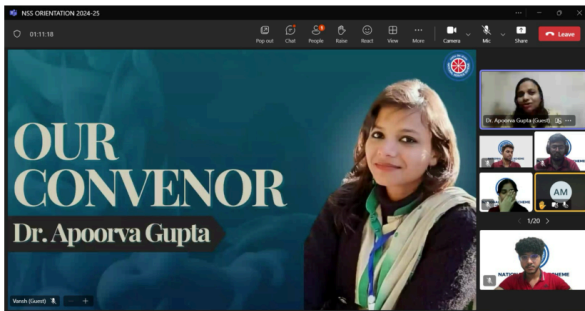 NSS ORIENTATION 2024-25
01:11:18
Pop out
Chat
People
Raise
React
View
More
Camera
Mic
Share
Leave
OUR
CONVENOR
Dr. Apoorva Gupta
Vansh (Guest)
Dr. Apoorva Gupta (Guest)
AM
1/20